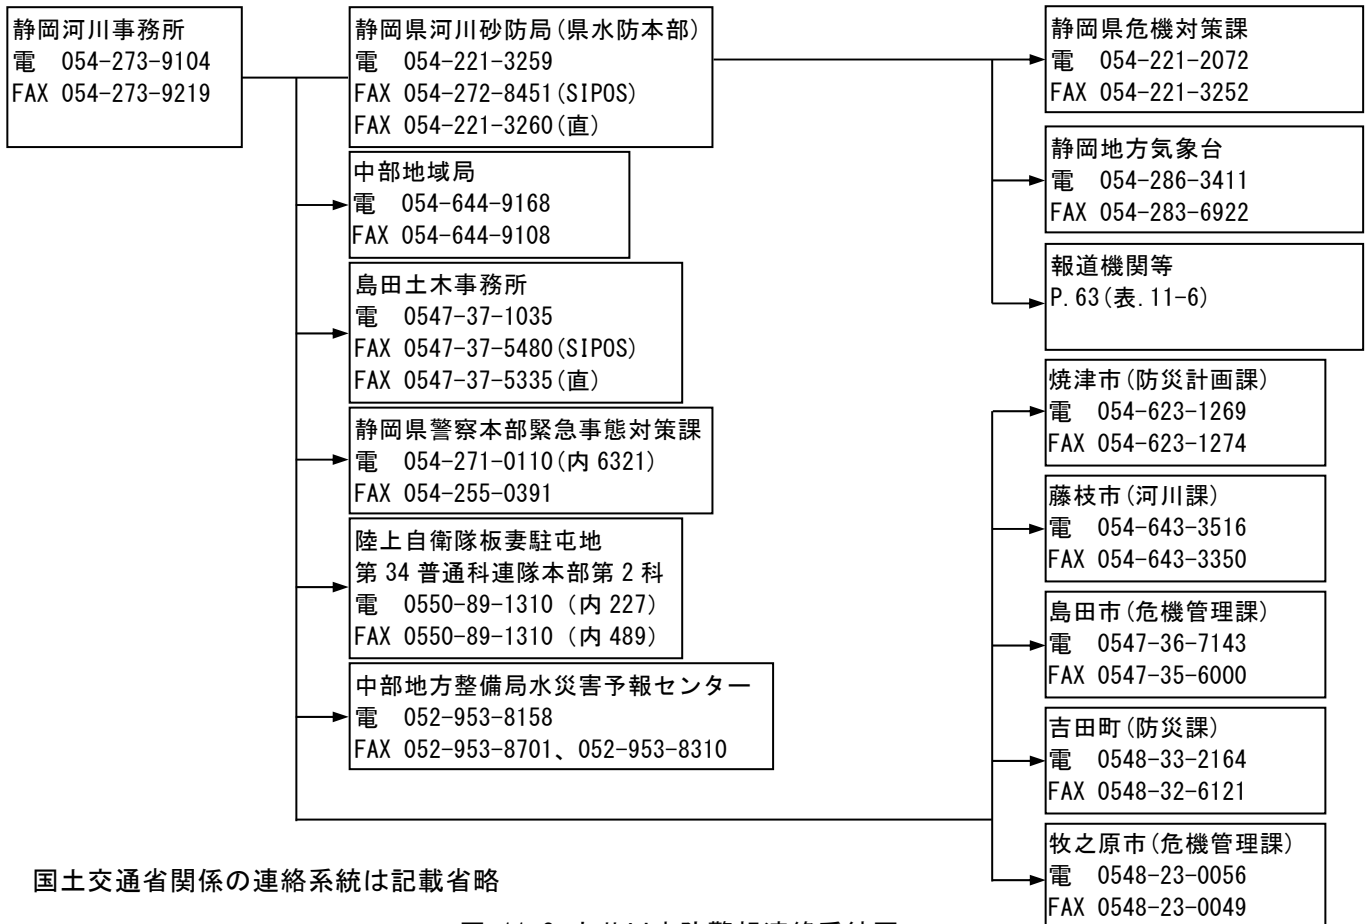 静岡河川事務所
電 054-273-9104
FAX 054-273-9219
静岡県河川砂防局(県水防本部)
電 054-221-3259
FAX 054-272-8451(SIPOS)
FAX 054-221-3260(直)
中部地域局
電 054-644-9168
FAX 054-644-9108
島田土木事務所
電 0547-37-1035
FAX 0547-37-5480(SIPOS)
FAX 0547-37-5335(直)
静岡県警察本部緊急事態対策課
電 054-271-0110(内 6321)
FAX 054-255-0391
陸上自衛隊板妻駐屯地
第 34 普通科連隊本部第 2 科
電 0550-89-1310 (内 227)
FAX 0550-89-1310 (内 489)
中部地方整備局水災害予報センター
電 052-953-8158
FAX 052-953-8701、052-953-8310
静岡県危機対策課
電 054-221-2072
FAX 054-221-3252
静岡地方気象台
電 054-286-3411
FAX 054-283-6922
報道機関等
P.63(表.11-6)
焼津市(防災計画課)
電 054-623-1269
FAX 054-623-1274
藤枝市(河川課)
電 054-643-3516
FAX 054-643-3350
島田市(危機管理課)
電 0547-36-7143
FAX 0547-35-6000
吉田町(防災課)
電 0548-33-2164
FAX 0548-32-6121
牧之原市(危機管理課)
電 0548-23-0056
FAX 0548-23-0049
国土交通省関係の連絡系統は記載省略